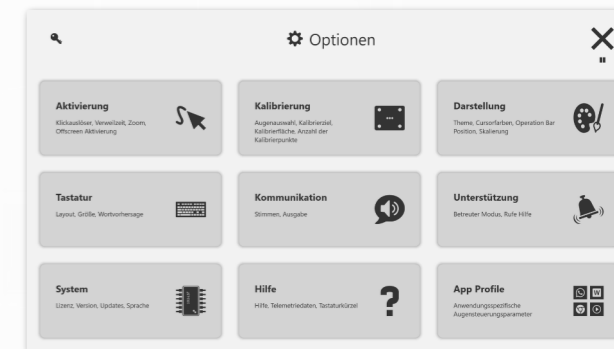 Optionen
Aktivierung
Klickauslöser, Verweilzeit, Zoom,
Offscreen Aktivierung
Kalibrierung
Augenauswahl, Kalibrierziel,
Kalibrierfläche, Anzahl der
Kalibrierpunkte
Darstellung
Theme, Cursorfarben, Operation Bar
Position, Skalierung
Tastatur
Layout, Größe, Wortvorhersage
Kommunikation
Stimmen, Ausgabe
Unterstützung
Betreuter Modus, Rufe Hilfe
System
Lizenz, Version, Updates, Sprache
Hilfe
Hilfe, Telemetriedaten, Tastaturkürzel
App Profile
Anwendungsspezifische
Augensteuerungsparameter
W